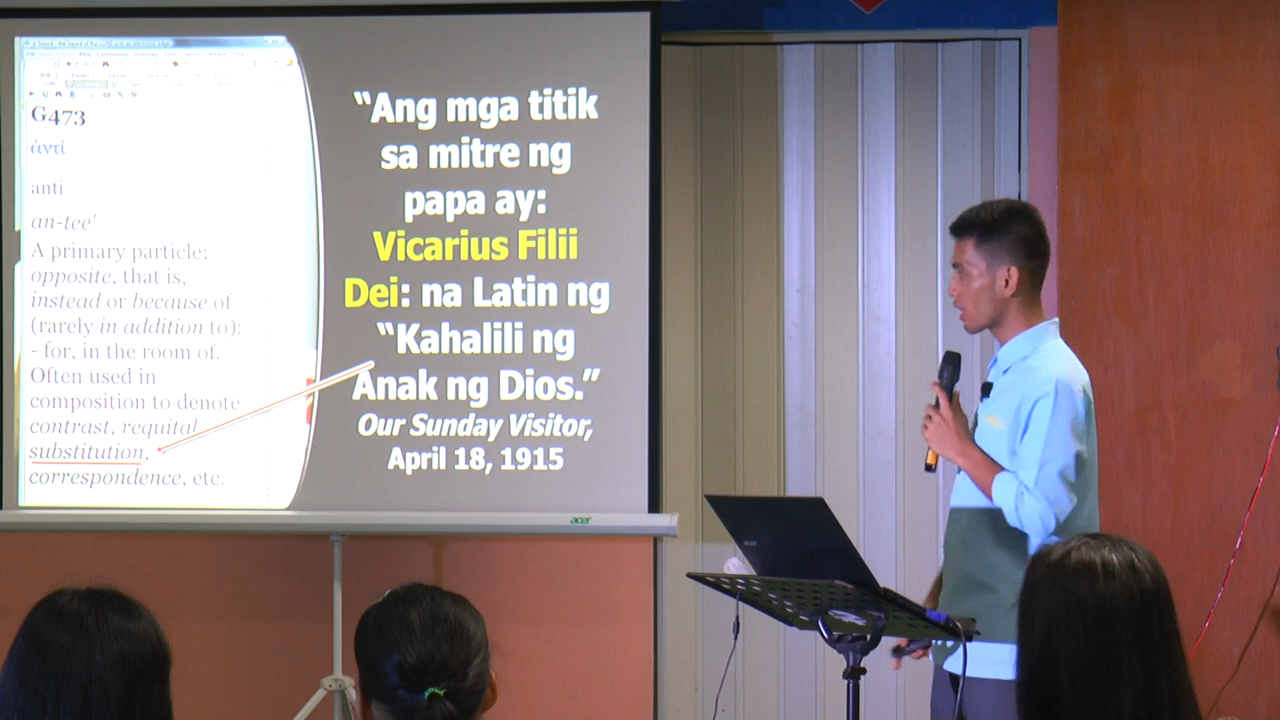 G473
ἀντί
anti
an-tee'
A primary particle;
opposite, that is,
instead or because of
(rarely in addition to):
- for, in the room of.
Often used in
composition to denote
contrast, requital
substitution,
correspondence, etc.
“Ang mga titik
sa mitre ng
papa ay:
Vicarius Filii
Dei: na Latin ng
“Kahalili ng
Anak ng Dios.”
Our Sunday Visitor,
April 18, 1915
acer